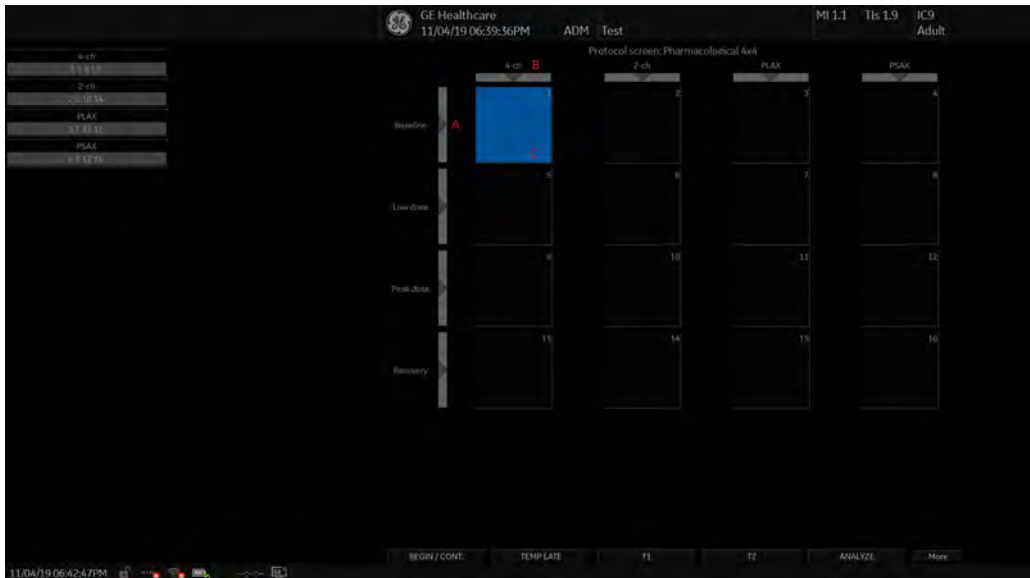 GE Healthcare
11/04/19 06:39:36PM ADM Test
MI 1.1 TIs 1.9 IC9
Adult
Protocol screen: Pharmacological 4x4
4-ch
2-ch
PLAX
PSAX
4-ch B 2-ch PLAX PSAX
Baseline A
1 2 3 4
C
Low dose
5 6 7 8
Peak dose
9 10 11 12
Recovery
13 14 15 16
BEGIN / CONT. TEMPLATE T1 T2 ANALYZE More
11/04/19 06:42:47PM